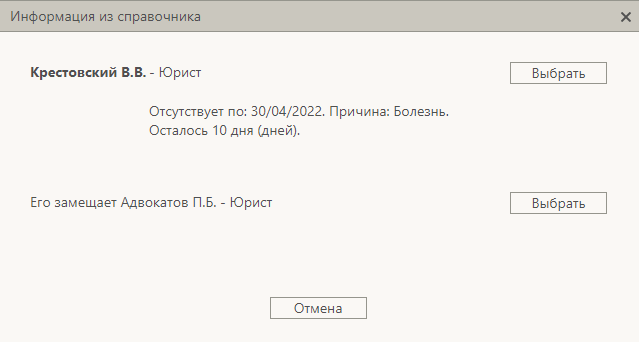 Информация из справочника
Крестовский В.В. - Юрист
Выбрать
Отсутствует по: 30/04/2022. Причина: Болезнь.
Осталось 10 дня (дней).
Его замещает Адвокатов П.Б. - Юрист
Выбрать
Отмена